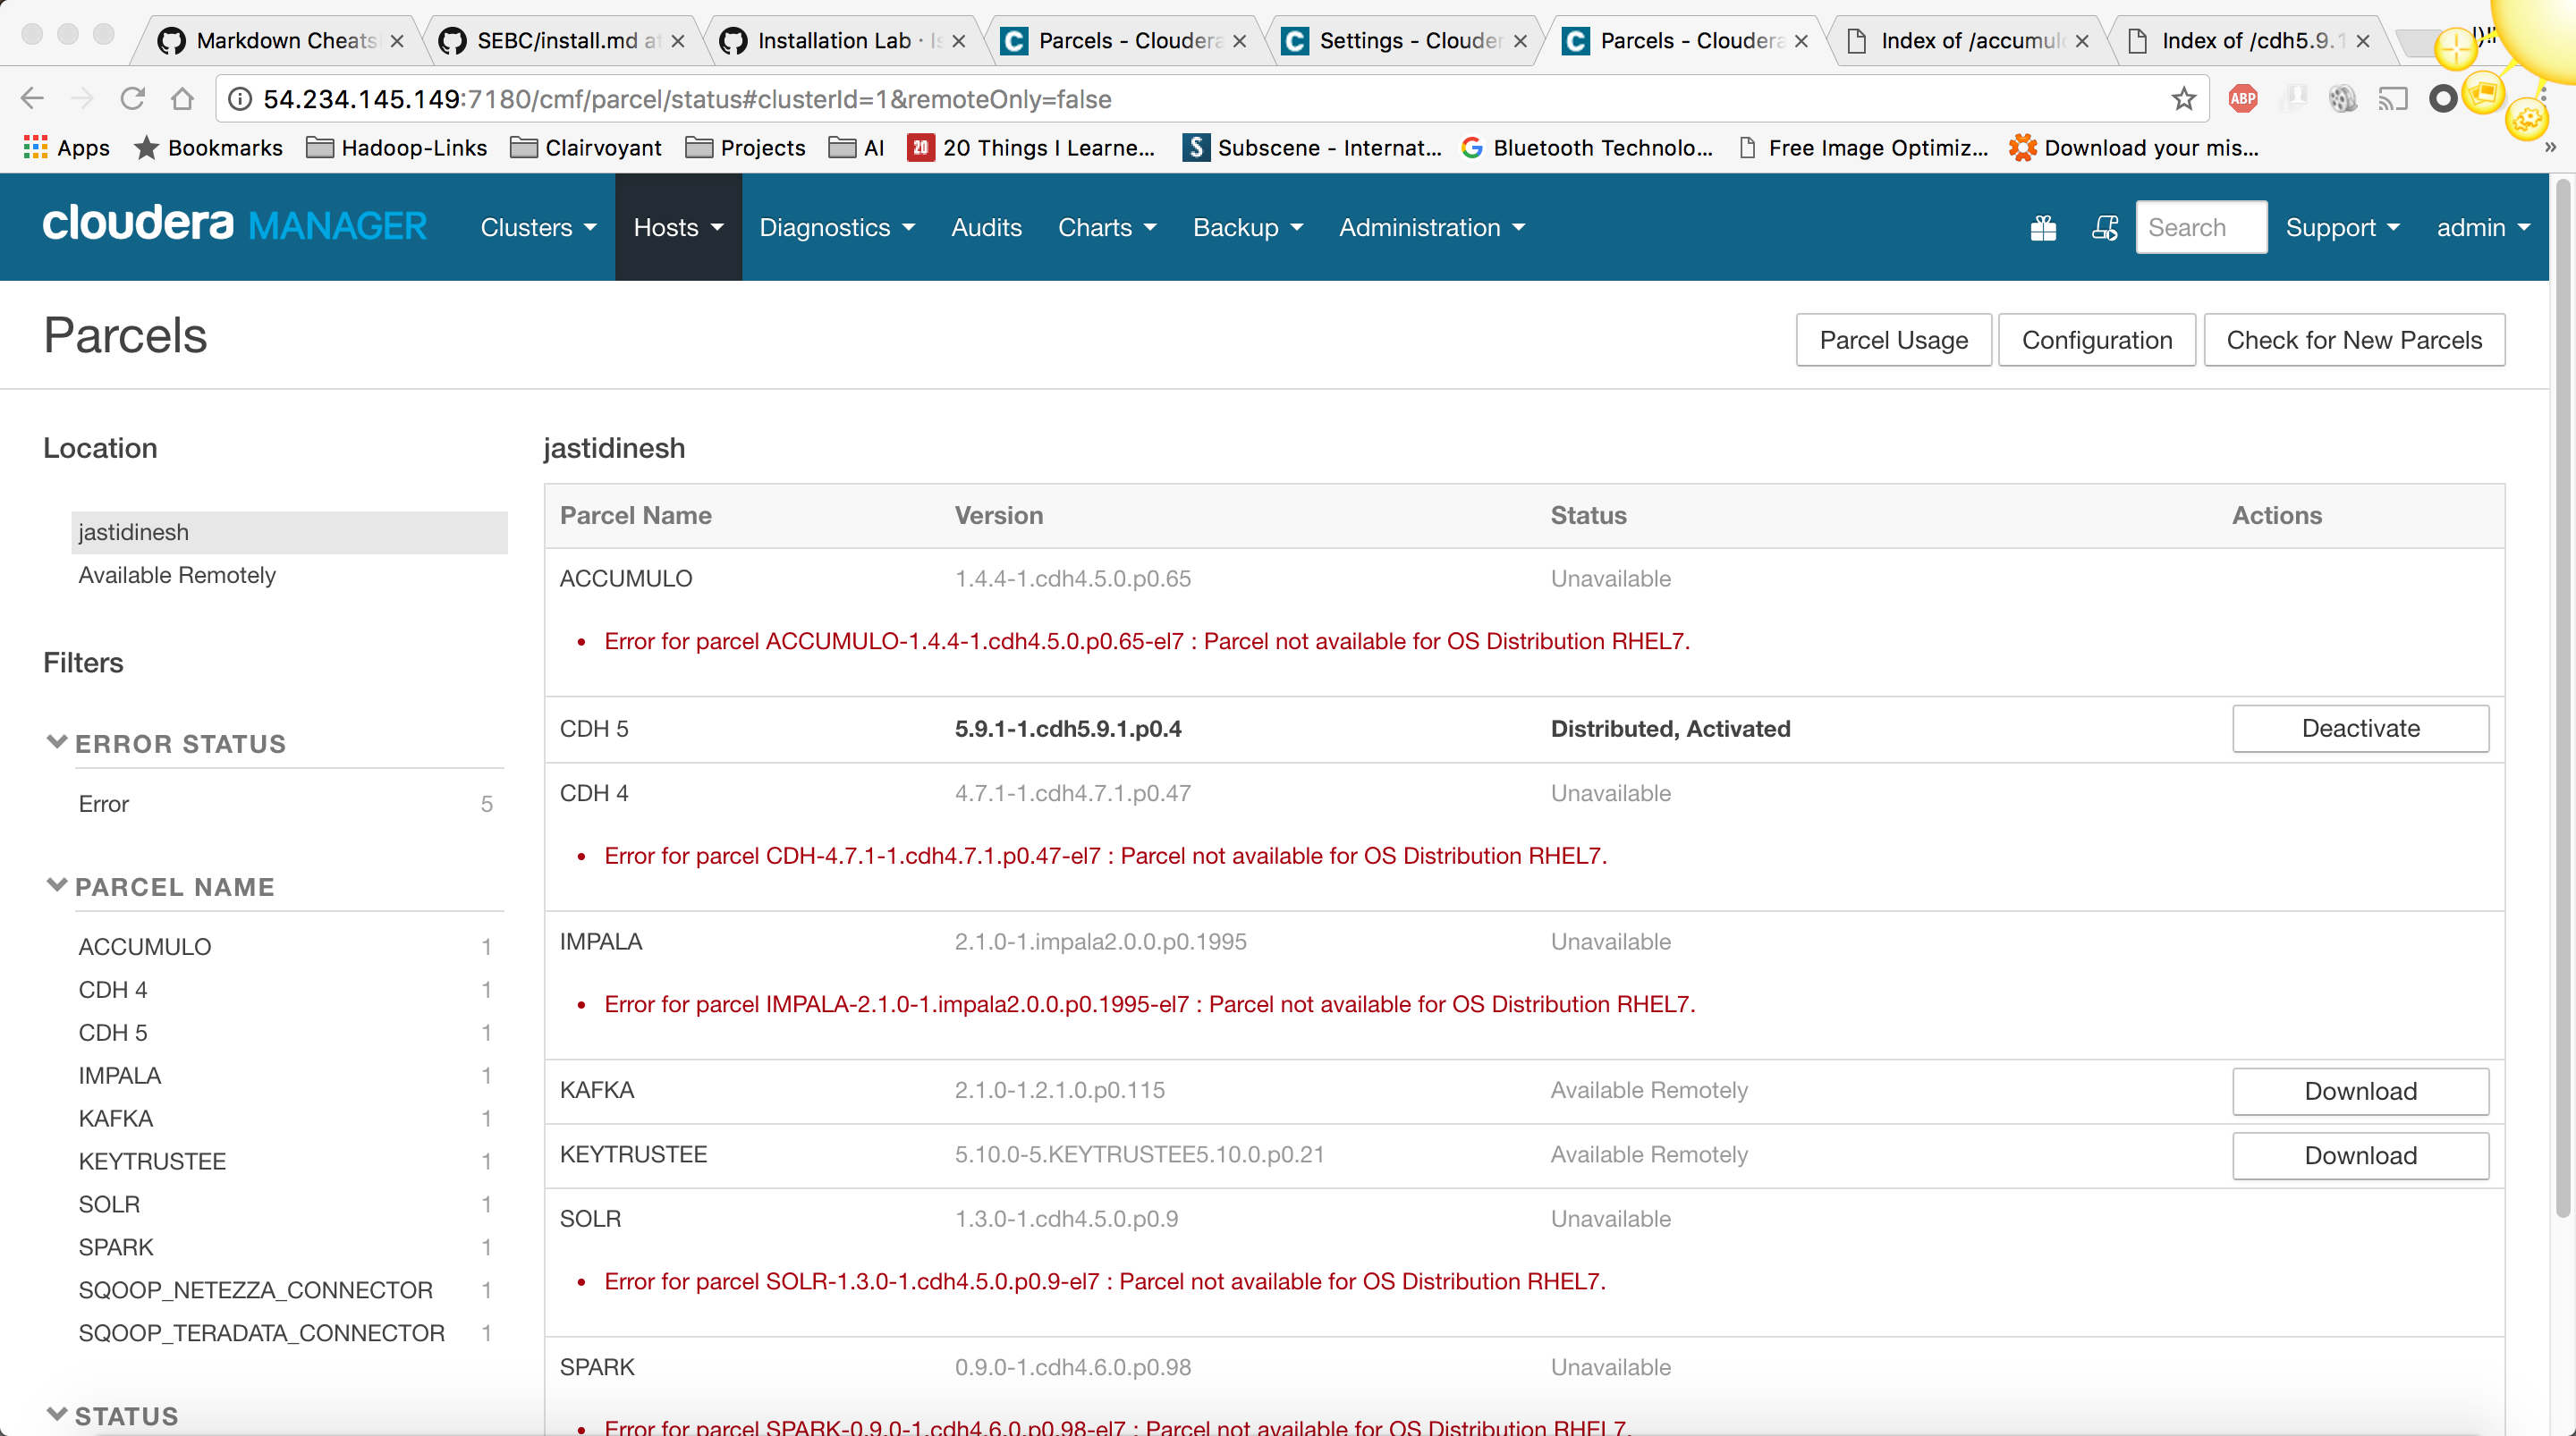 Markdown Cheats
SEBC/install.md at
Installation Lab · Is
Parcels - Cloudera
Settings - Clouder
Parcels - Cloudera
Index of /accumulo
Index of /cdh5.9.1
54.234.145.149:7180/cmf/parcel/status#clusterId=1&remoteOnly=false
ABP
Apps
Bookmarks
Hadoop-Links
Clairvoyant
Projects
AI
20 20 Things I Learne...
S Subscene - Internat...
Bluetooth Technolo...
Free Image Optimiz...
Download your mis...
»
cloudera MANAGER
Clusters
Hosts
Diagnostics
Audits
Charts
Backup
Administration
Search
Support
admin
Parcels
Parcel Usage
Configuration
Check for New Parcels
Location
jastidinesh
Available Remotely
Filters
ERROR STATUS
Error 5
PARCEL NAME
ACCUMULO 1
CDH 4 1
CDH 5 1
IMPALA 1
KAFKA 1
KEYTRUSTEE 1
SOLR 1
SPARK 1
SQOOP_NETEZZA_CONNECTOR 1
SQOOP_TERADATA_CONNECTOR 1
STATUS
jastidinesh
Parcel Name Version Status Actions
ACCUMULO 1.4.4-1.cdh4.5.0.p0.65 Unavailable
• Error for parcel ACCUMULO-1.4.4-1.cdh4.5.0.p0.65-el7 : Parcel not available for OS Distribution RHEL7.
CDH 5 5.9.1-1.cdh5.9.1.p0.4 Distributed, Activated Deactivate
CDH 4 4.7.1-1.cdh4.7.1.p0.47 Unavailable
• Error for parcel CDH-4.7.1-1.cdh4.7.1.p0.47-el7 : Parcel not available for OS Distribution RHEL7.
IMPALA 2.1.0-1.impala2.0.0.p0.1995 Unavailable
• Error for parcel IMPALA-2.1.0-1.impala2.0.0.p0.1995-el7 : Parcel not available for OS Distribution RHEL7.
KAFKA 2.1.0-1.2.1.0.p0.115 Available Remotely Download
KEYTRUSTEE 5.10.0-5.KEYTRUSTEE5.10.0.p0.21 Available Remotely Download
SOLR 1.3.0-1.cdh4.5.0.p0.9 Unavailable
• Error for parcel SOLR-1.3.0-1.cdh4.5.0.p0.9-el7 : Parcel not available for OS Distribution RHEL7.
SPARK 0.9.0-1.cdh4.6.0.p0.98 Unavailable
• Error for parcel SPARK-0.9.0-1.cdh4.6.0.p0.98-el7 : Parcel not available for OS Distribution RHEL7.